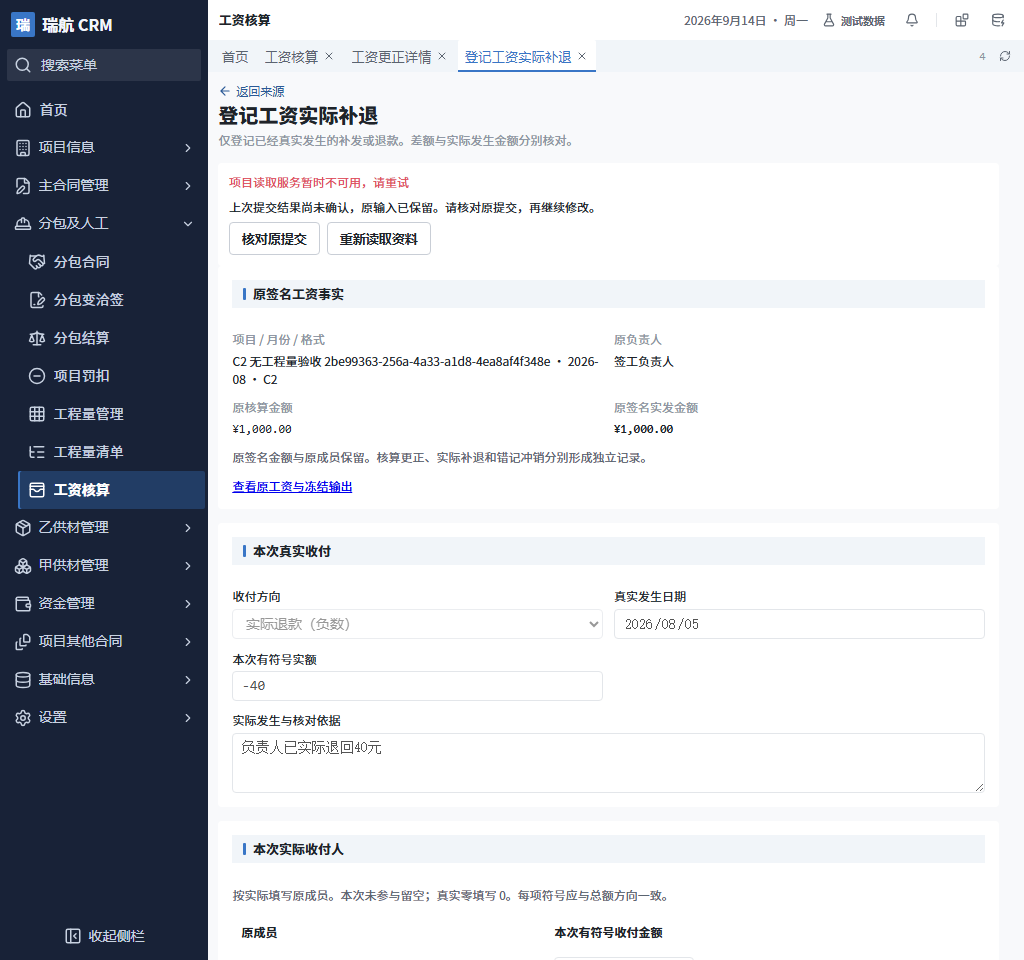 瑞 瑞航 CRM
搜索菜单
首页
项目信息
主合同管理
分包及人工
分包合同
分包变洽签
分包结算
项目罚扣
工程量管理
工程量清单
工资核算
乙供材管理
甲供材管理
资金管理
项目其他合同
基础信息
设置
收起侧栏
工资核算
2026年9月14日 · 周一
测试数据
首页
工资核算 ×
工资更正详情 ×
登记工资实际补退 ×
4
← 返回来源
登记工资实际补退
仅登记已经真实发生的补发或退款。差额与实际发生金额分别核对。
项目读取服务暂时不可用，请重试
上次提交结果尚未确认，原输入已保留。请核对原提交，再继续修改。
核对原提交
重新读取资料
原签名工资事实
项目 / 月份 / 格式
原负责人
C2 无工程量验收 2be99363-256a-4a33-a1d8-4ea8af4f348e · 2026-
08 · C2
签工负责人
原核算金额
原签名实发金额
¥1,000.00
¥1,000.00
原签名金额与原成员保留。核算更正、实际补退和错记冲销分别形成独立记录。
查看原工资与冻结输出
本次真实收付
收付方向
真实发生日期
实际退款（负数）
2026/08/05
本次有符号实额
-40
实际发生与核对依据
负责人已实际退回40元
本次实际收付人
按实际填写原成员。本次未参与留空；真实零填写 0。每项符号应与总额方向一致。
原成员
本次有符号收付金额